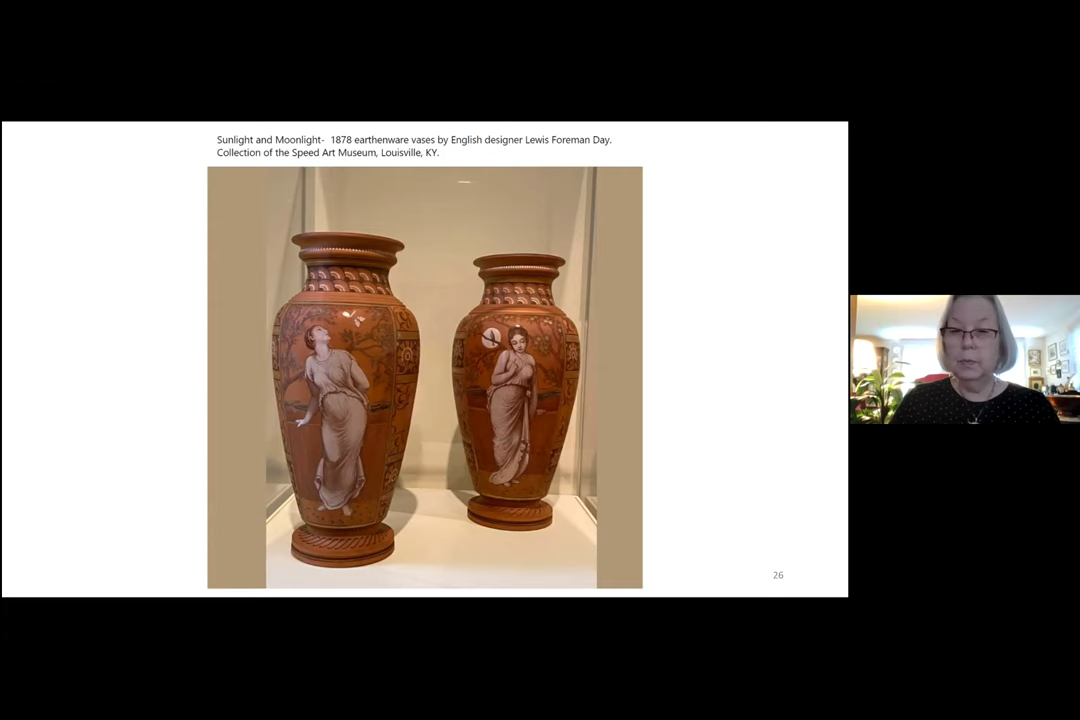 Sunlight and Moonlight-  1878 earthenware vases by English designer Lewis Foreman Day.
Collection of the Speed Art Museum, Louisville, KY.
26